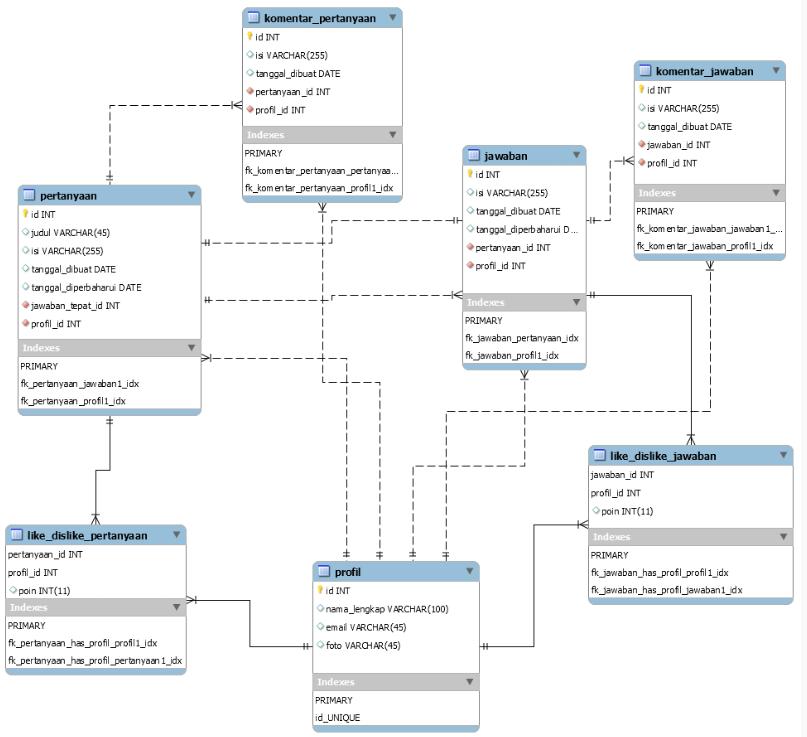 komentar_pertanyaan
id INT
isi VARCHAR(255)
tanggal_dibuat DATE
pertanyaan_id INT
profil_id INT
Indexes
PRIMARY
fk_komentar_pertanyaan_pertanyaa...
fk_komentar_pertanyaan_profil1_idx
komentar_jawaban
id INT
isi VARCHAR(255)
tanggal_dibuat DATE
jawaban_id INT
profil_id INT
Indexes
PRIMARY
fk_komentar_jawaban_jawaban1_...
fk_komentar_jawaban_profil1_idx
jawaban
id INT
isi VARCHAR(255)
tanggal_dibuat DATE
tanggal_diperbaharui D...
pertanyaan_id INT
profil_id INT
Indexes
PRIMARY
fk_jawaban_pertanyaan_idx
fk_jawaban_profil1_idx
pertanyaan
id INT
judul VARCHAR(45)
isi VARCHAR(255)
tanggal_dibuat DATE
tanggal_diperbaharui DATE
jawaban_tepat_id INT
profil_id INT
Indexes
PRIMARY
fk_pertanyaan_jawaban1_idx
fk_pertanyaan_profil1_idx
like_dislike_jawaban
jawaban_id INT
profil_id INT
poin INT(11)
Indexes
PRIMARY
fk_jawaban_has_profil_profil1_idx
fk_jawaban_has_profil_jawaban1_idx
like_dislike_pertanyaan
pertanyaan_id INT
profil_id INT
poin INT(11)
Indexes
PRIMARY
fk_pertanyaan_has_profil_profil1_idx
fk_pertanyaan_has_profil_pertanyaan1_idx
profil
id INT
nama_lengkap VARCHAR(100)
email VARCHAR(45)
foto VARCHAR(45)
Indexes
PRIMARY
id_UNIQUE